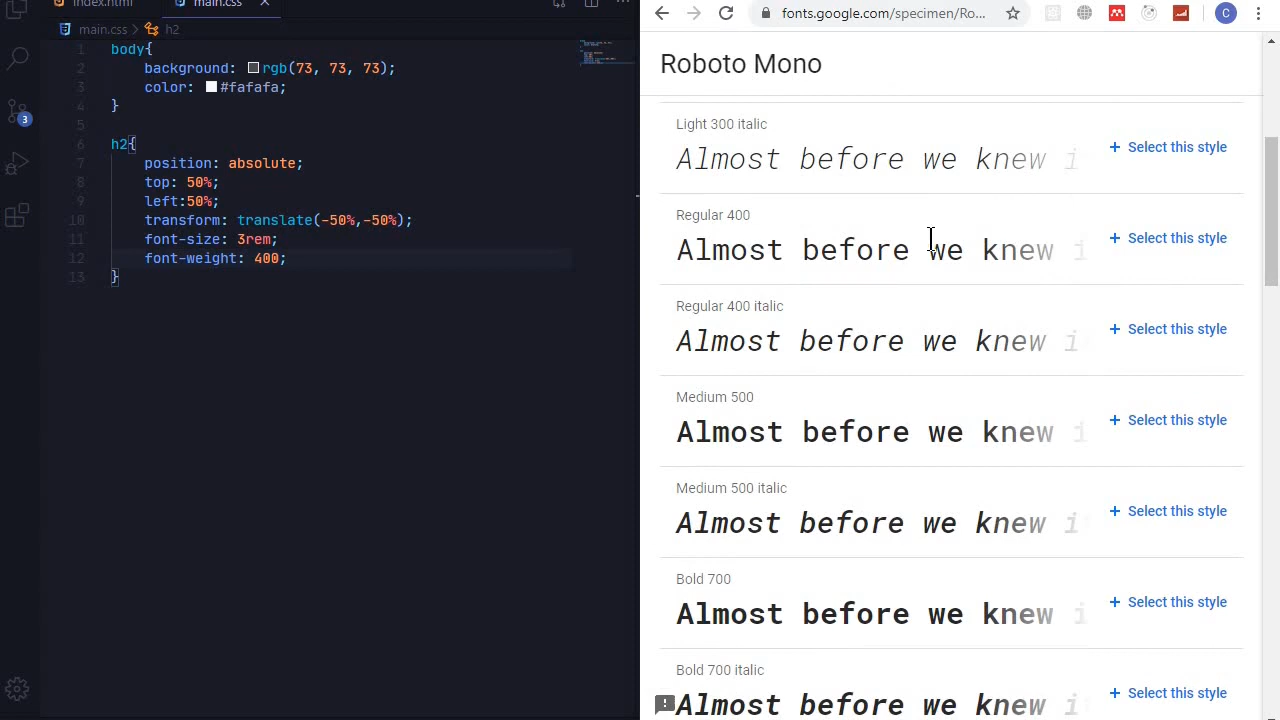 index.html
main.css
main.css
h2
1 body{
2 background: rgb(73, 73, 73);
3 color: #fafafa;
4 }
5
6 h2{
7 position: absolute;
8 top: 50%;
9 left:50%;
10 transform: translate(-50%,-50%);
11 font-size: 3rem;
12 font-weight: 400;
13 }
3
fonts.google.com/specimen/Ro...
C
Roboto Mono
Light 300 italic
Almost before we knew i
+ Select this style
Regular 400
Almost before we knew i
+ Select this style
Regular 400 italic
Almost before we knew i
+ Select this style
Medium 500
Almost before we knew i
+ Select this style
Medium 500 italic
Almost before we knew i
+ Select this style
Bold 700
Almost before we knew i
+ Select this style
Bold 700 italic
Almost before we knew i
+ Select this style